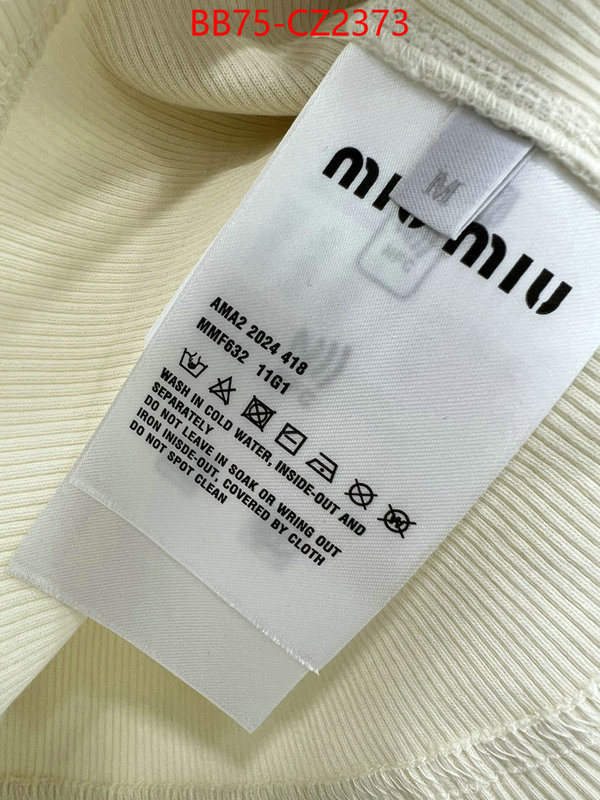 BB75-CZ2373
M
miu miu
AMA2 2024 418
MMF632 11G1
WASH IN COLD WATER, INSIDE-OUT AND
SEPARATELY
DO NOT LEAVE IN SOAK OR WRING OUT
IRON INISDE-OUT, COVERED BY CLOTH
DO NOT SPOT CLEAN